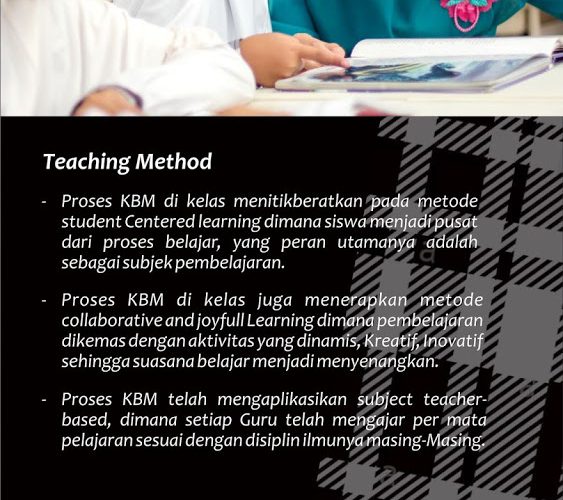 Teaching Method
- Proses KBM di kelas menitikberatkan pada metode
student Centered learning dimana siswa menjadi pusat
dari proses belajar, yang peran utamanya adalah
sebagai subjek pembelajaran.
- Proses KBM di kelas juga menerapkan metode
collaborative and joyfull Learning dimana pembelajaran
dikemas dengan aktivitas yang dinamis, Kreatif, Inovatif
sehingga suasana belajar menjadi menyenangkan.
- Proses KBM telah mengaplikasikan subject teacher-
based, dimana setiap Guru telah mengajar per mata
pelajaran sesuai dengan disiplin ilmunya masing-Masing.